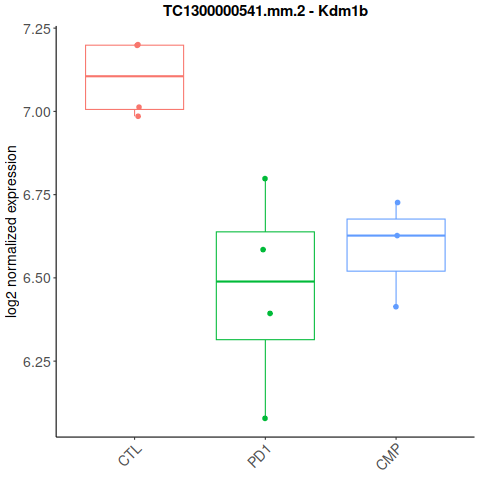 TC1300000541.mm.2 - Kdm1b
7.25
7.00
6.75
6.50
6.25
log2 normalized expression
CTL
PD1
CMP